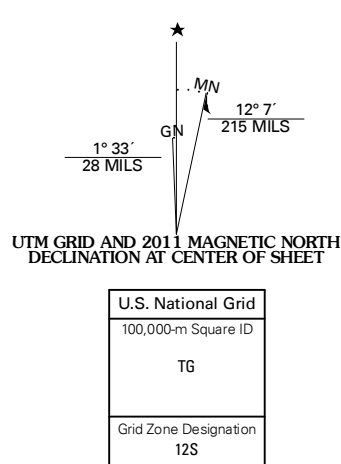 MN
12° 7´
215 MILS
GN
1° 33´
28 MILS
UTM GRID AND 2011 MAGNETIC NORTH
DECLINATION AT CENTER OF SHEET
U.S. National Grid
100,000-m Square ID
TG
Grid Zone Designation
12S